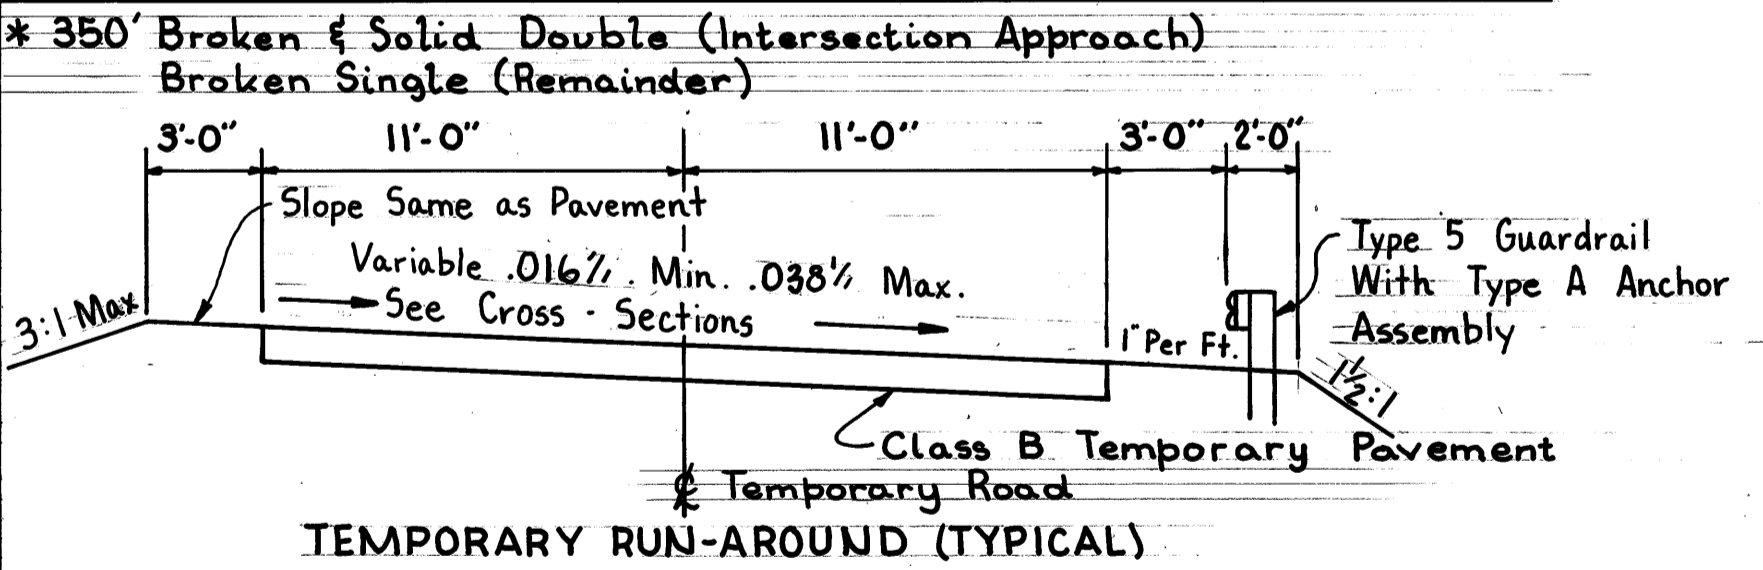 * 350' Broken & Solid Double (Intersection Approach)
Broken Single (Remainder)
3'-0" 11'-0" 11'-0" 3'-0" 2'-0"
Slope Same as Pavement
Variable .016%. Min. .038% Max.
See Cross - Sections
3:1 Max
1" Per Ft.
Type 5 Guardrail
With Type A Anchor
Assembly
1½:1
Class B Temporary Pavement
℄ Temporary Road
TEMPORARY RUN-AROUND (TYPICAL)